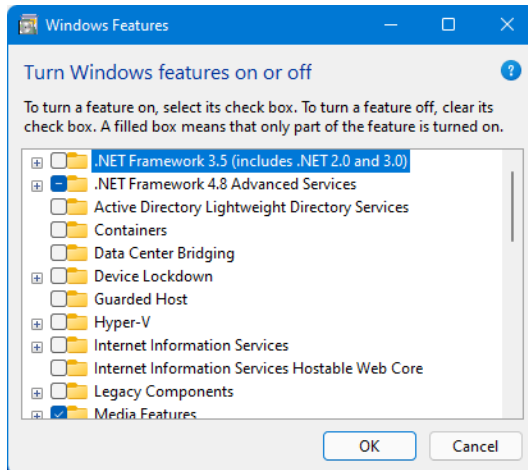 Windows Features
Turn Windows features on or off
?
To turn a feature on, select its check box. To turn a feature off, clear its
check box. A filled box means that only part of the feature is turned on.
.NET Framework 3.5 (includes .NET 2.0 and 3.0)
.NET Framework 4.8 Advanced Services
Active Directory Lightweight Directory Services
Containers
Data Center Bridging
Device Lockdown
Guarded Host
Hyper-V
Internet Information Services
Internet Information Services Hostable Web Core
Legacy Components
Media Features
OK Cancel